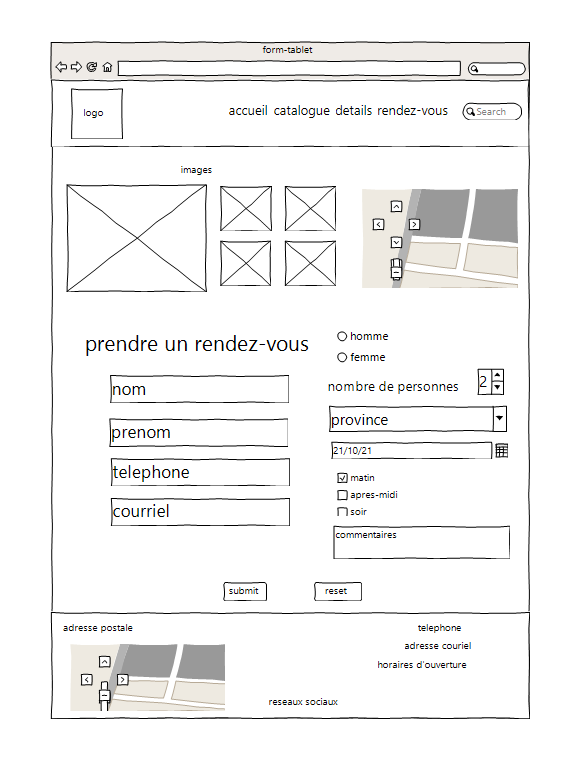 form-tablet
logo
accueil catalogue details rendez-vous
Search
images
prendre un rendez-vous
nom
prenom
telephone
courriel
homme
femme
nombre de personnes
2
province
21/10/21
matin
apres-midi
soir
commentaires
submit
reset
adresse postale
telephone
adresse couriel
horaires d'ouverture
reseaux sociaux